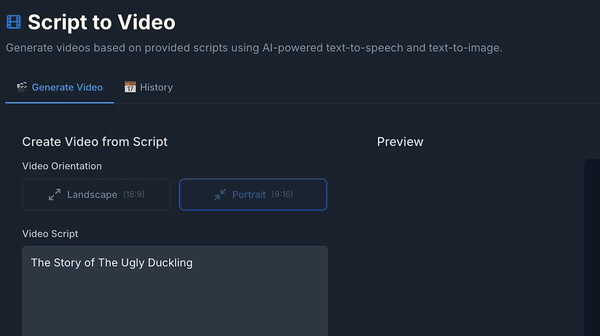 Script to Video
Generate videos based on provided scripts using AI-powered text-to-speech and text-to-image.
Generate Video
History
Create Video from Script
Preview
Video Orientation
Landscape (16:9)
Portrait (9:16)
Video Script
The Story of The Ugly Duckling